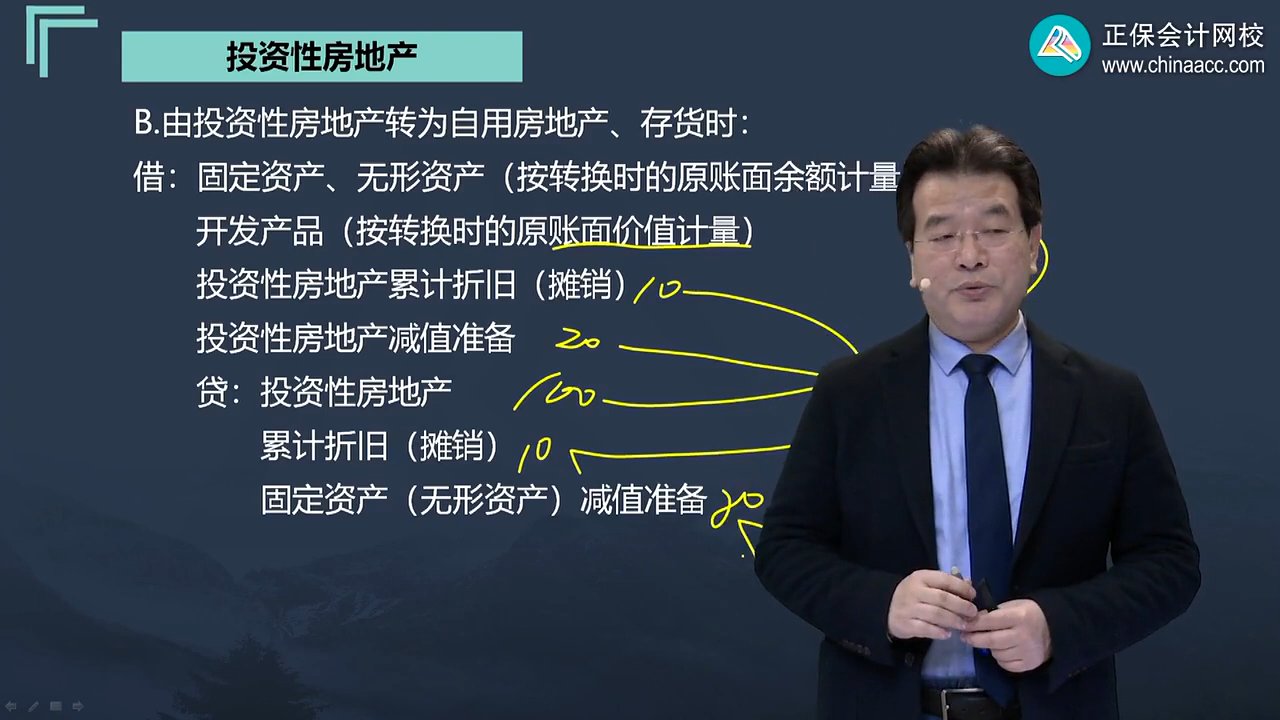 投资性房地产
正保会计网校
www.chinaacc.com
B.由投资性房地产转为自用房地产、存货时：
借：固定资产、无形资产（按转换时的原账面余额计量
开发产品（按转换时的原账面价值计量）
投资性房地产累计折旧（摊销）10
投资性房地产减值准备 20
贷：投资性房地产 100
累计折旧（摊销）10
固定资产（无形资产）减值准备 20